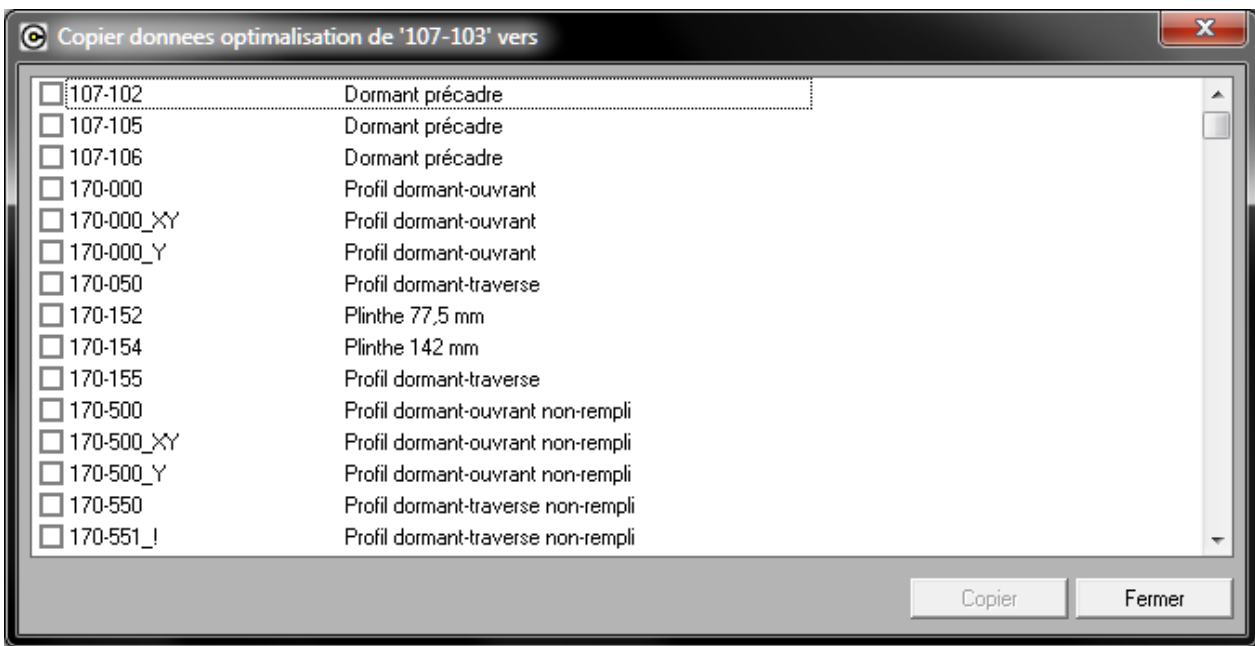 Copier donnees optimalisation de '107-103' vers
107-102 Dormant précadre
107-105 Dormant précadre
107-106 Dormant précadre
170-000 Profil dormant-ouvrant
170-000_XY Profil dormant-ouvrant
170-000_Y Profil dormant-ouvrant
170-050 Profil dormant-traverse
170-152 Plinthe 77,5 mm
170-154 Plinthe 142 mm
170-155 Profil dormant-traverse
170-500 Profil dormant-ouvrant non-rempli
170-500_XY Profil dormant-ouvrant non-rempli
170-500_Y Profil dormant-ouvrant non-rempli
170-550 Profil dormant-traverse non-rempli
170-551_! Profil dormant-traverse non-rempli
Copier Fermer